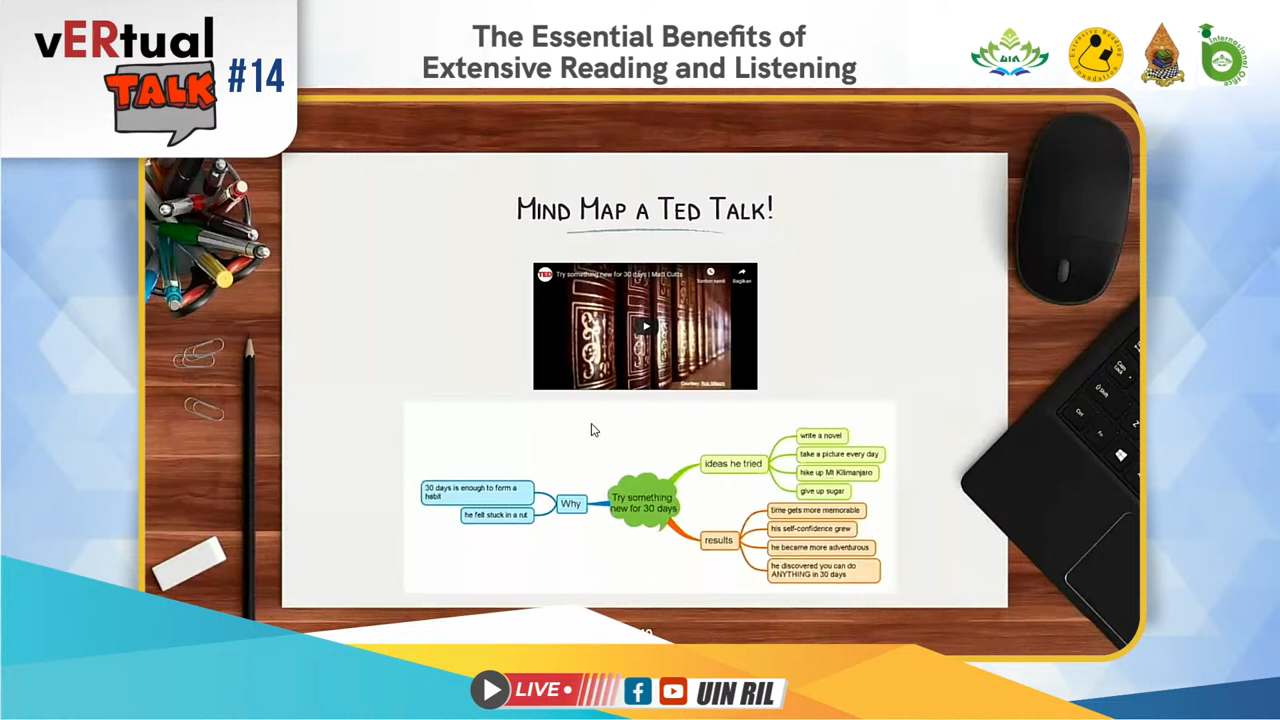 vERtual
TALK
#14
The Essential Benefits of
Extensive Reading and Listening
MIND MAP A TED TALK!
TED
Try something new for 30 days | Matt Cutts
Tonton nanti
Bagikan
Why
30 days is enough to form a
habit
he felt stuck in a rut
Try something
new for 30 days
ideas he tried
write a novel
take a picture every day
hike up Mt Kilimanjaro
give up sugar
results
time gets more memorable
his self-confidence grew
he became more adventurous
he discovered you can do
ANYTHING in 30 days
LIVE
UIN RIL